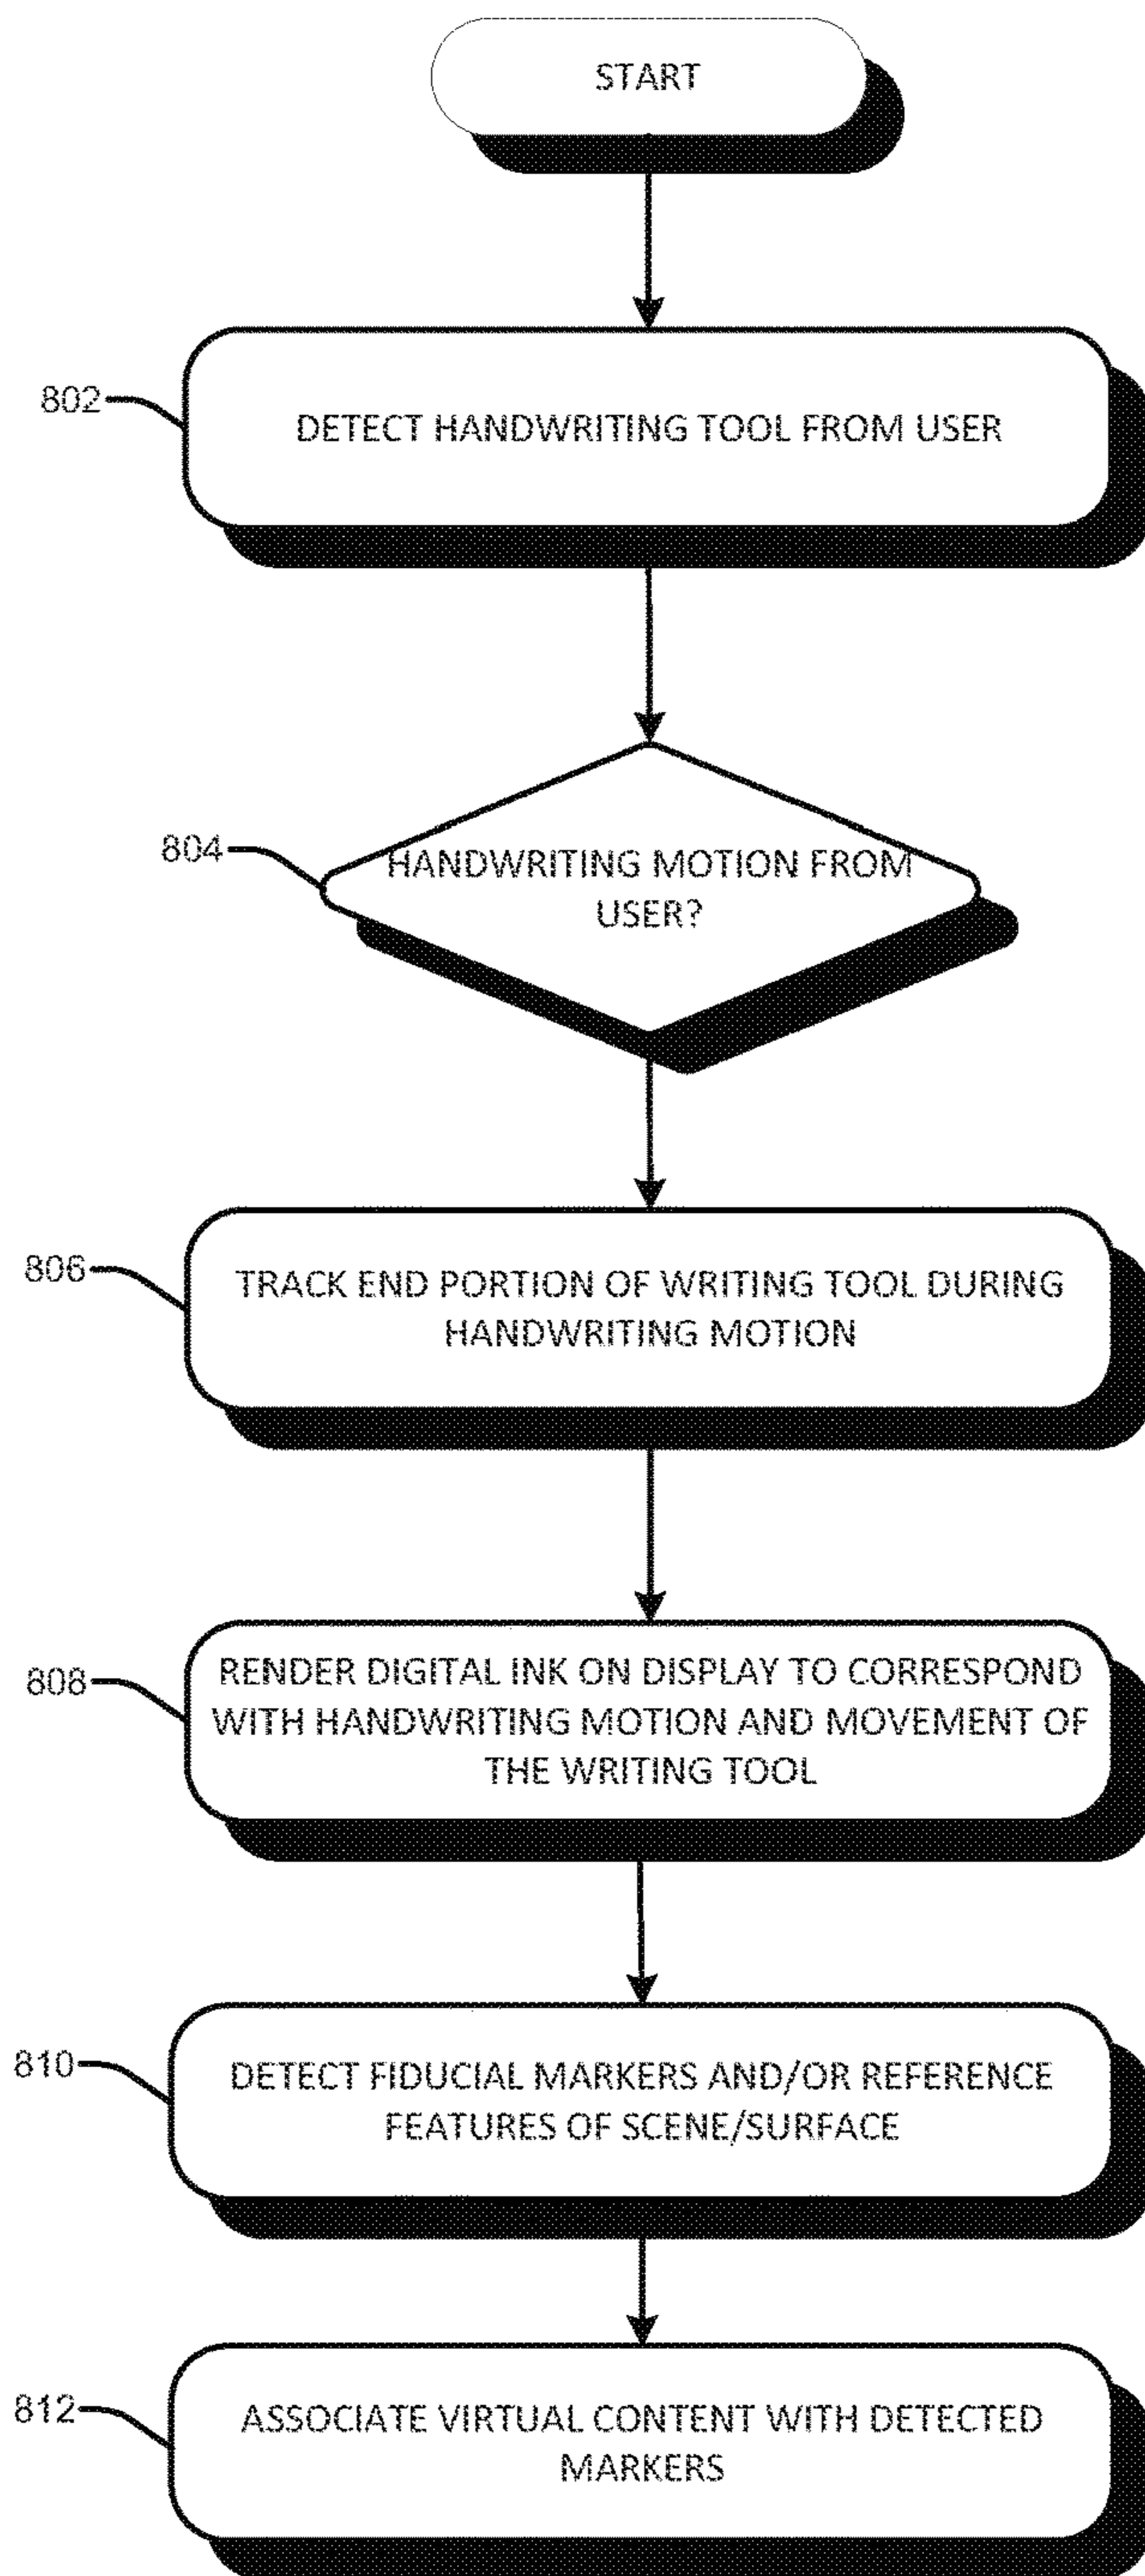 START
802
DETECT HANDWRITING TOOL FROM USER
804
HANDWRITING MOTION FROM
USER?
806
TRACK END PORTION OF WRITING TOOL DURING
HANDWRITING MOTION
808
RENDER DIGITAL INK ON DISPLAY TO CORRESPOND
WITH HANDWRITING MOTION AND MOVEMENT OF
THE WRITING TOOL
810
DETECT FIDUCIAL MARKERS AND/OR REFERENCE
FEATURES OF SCENE/SURFACE
812
ASSOCIATE VIRTUAL CONTENT WITH DETECTED
MARKERS